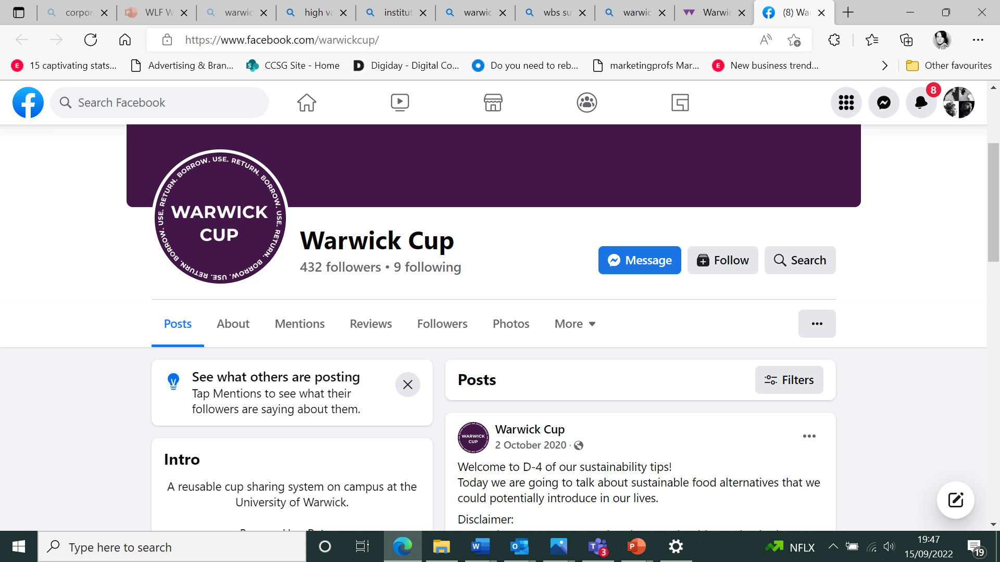 corpor
WLF W
warwic
high va
institut
warwic
wbs su
warwic
Warwic
(8) Wa
https://www.facebook.com/warwickcup/
15 captivating stats...
Advertising & Bran...
CCSG Site - Home
Digiday - Digital Co...
Do you need to reb...
marketingprofs Mar...
New business trend...
Other favourites
Search Facebook
8
BORROW. USE. RETURN. BORROW. USE. RETURN. BORROW. USE. RETURN. BORROW. USE. RETURN.
WARWICK
CUP
Warwick Cup
432 followers • 9 following
Message
Follow
Search
Posts
About
Mentions
Reviews
Followers
Photos
More
See what others are posting
Tap Mentions to see what their
followers are saying about them.
Posts
Filters
Intro
A reusable cup sharing system on campus at the
University of Warwick.
WARWICK
CUP
Warwick Cup
2 October 2020 ·
Welcome to D-4 of our sustainability tips!
Today we are going to talk about sustainable food alternatives that we
could potentially introduce in our lives.
Disclaimer:
Type here to search
3
NFLX
19:47
15/09/2022
19